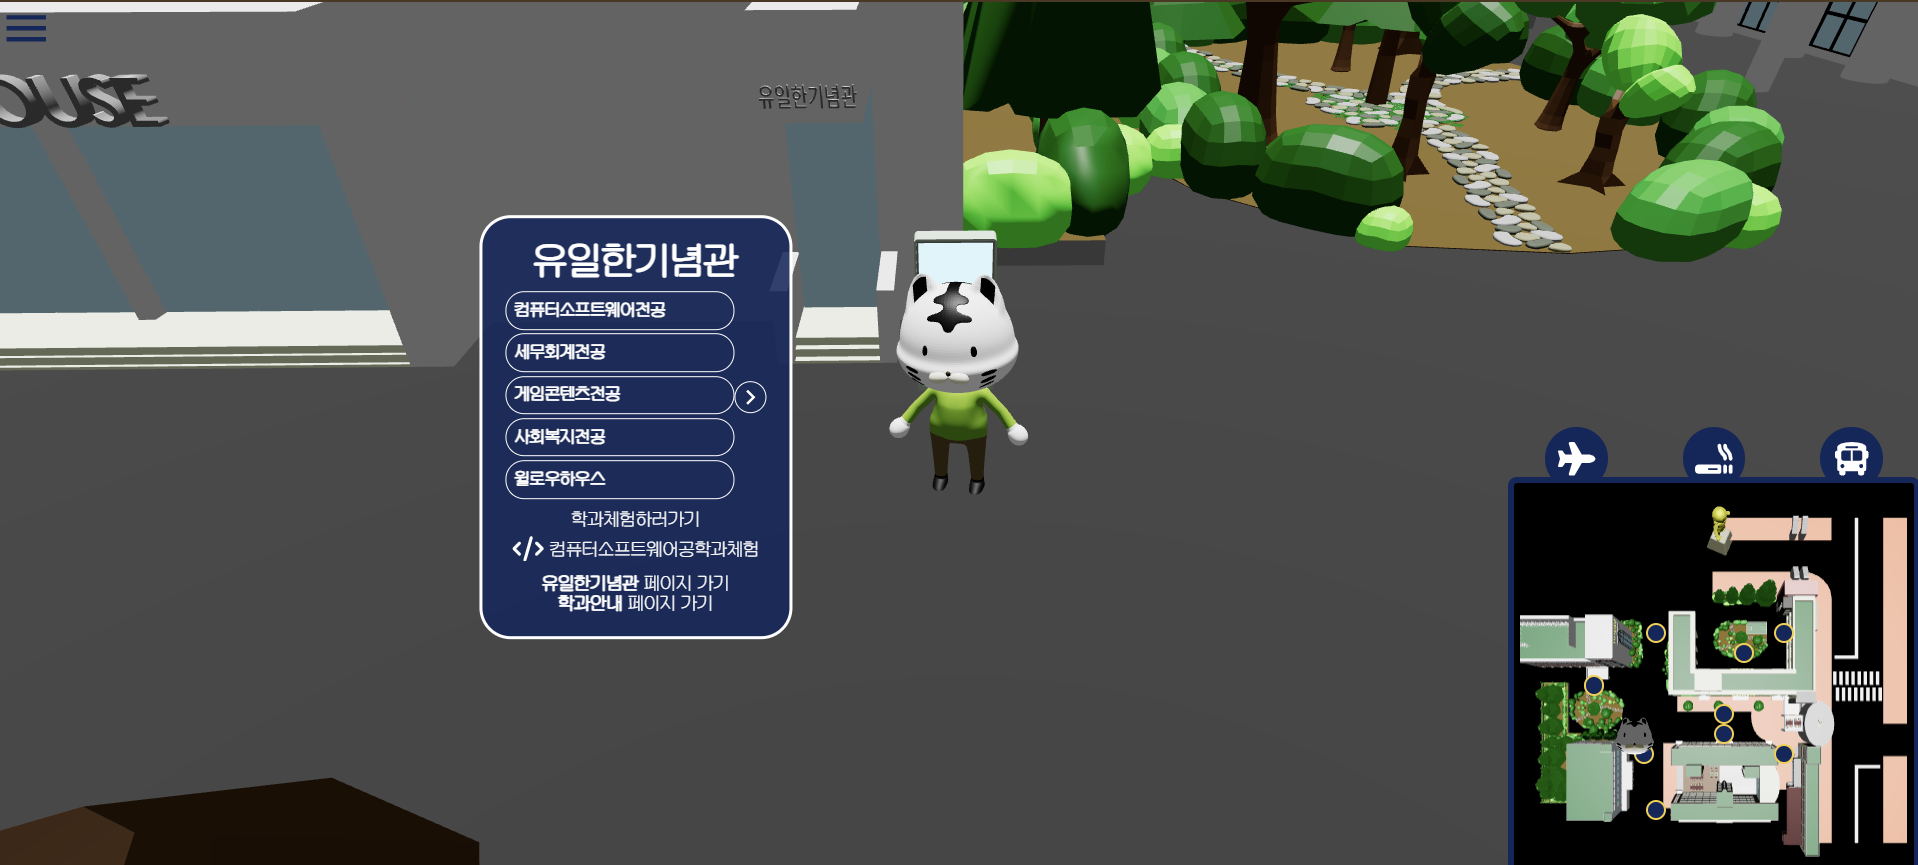 OUSE
유일한기념관
유일한기념관
컴퓨터소프트웨어전공
세무회계전공
게임콘텐츠전공
사회복지전공
윌로우하우스
학과체험하러가기
</> 컴퓨터소프트웨어공학과체험
유일한기념관 페이지 가기
학과안내 페이지 가기